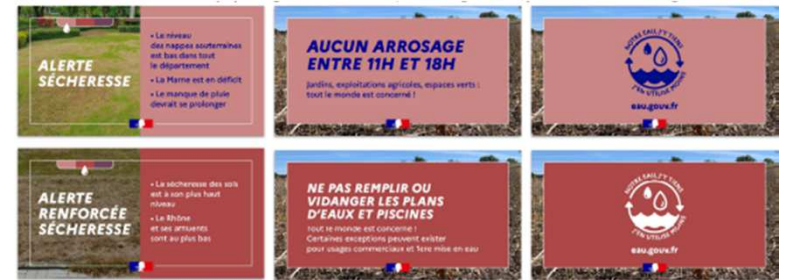 ALERTE
SÉCHERESSE
• Le niveau
des nappes souterraines
est bas dans tout
le département
• La Marne est en déficit
• Le manque de pluie
devrait se prolonger
AUCUN ARROSAGE
ENTRE 11H ET 18H
Jardins, exploitations agricoles, espaces verts :
tout le monde est concerné !
NOTRE EAU, J'Y TIENS
J'EN UTILISE MOINS
eau.gouv.fr
ALERTE
RENFORCÉE
SÉCHERESSE
• La sécheresse des sols
est à son plus haut
niveau
• Le Rhône
et ses affluents
sont au plus bas
NE PAS REMPLIR OU
VIDANGER LES PLANS
D'EAUX ET PISCINES
Tout le monde est concerné !
Certaines exceptions peuvent exister
pour usages commerciaux et 1ere mise en eau
NOTRE EAU, J'Y TIENS
J'EN UTILISE MOINS
eau.gouv.fr